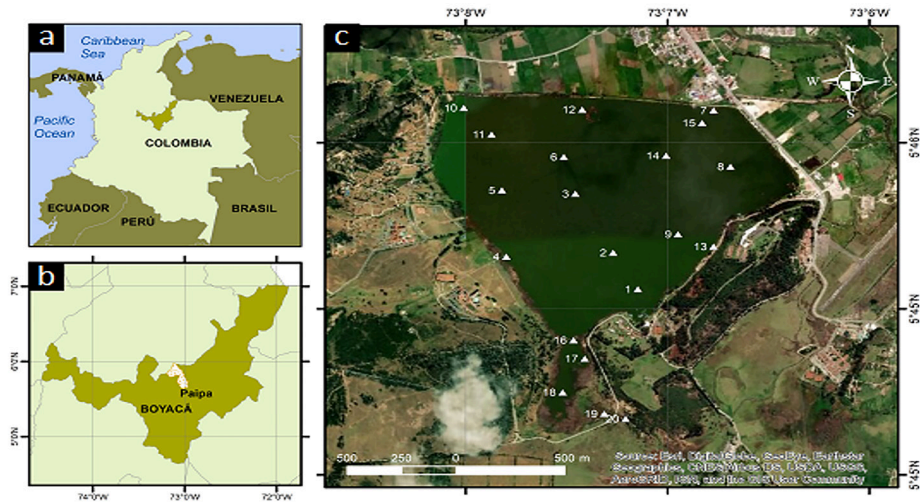 a
Caribbean
Sea
PANAMÁ
VENEZUELA
Pacific
Ocean
COLOMBIA
ECUADOR
PERÚ
BRASIL
b
7°0'N
6°0'N
5°0'N
Paipa
BOYACÁ
74°0'W
73°0'W
72°0'W
c
73°8'W
73°7'W
73°6'W
N
W
E
S
10
12
7
15
11
6
14
8
5
3
9
13
4
2
1
16
17
18
19
20
5°46'N
5°45'N
5°45'N
500
250
0
500 m
Source: Esri, DigitalGlobe, GeoEye, Earthstar
Geographics, CNES/Airbus DS, USDA, USGS,
AeroGRID, IGN, and the GIS User Community